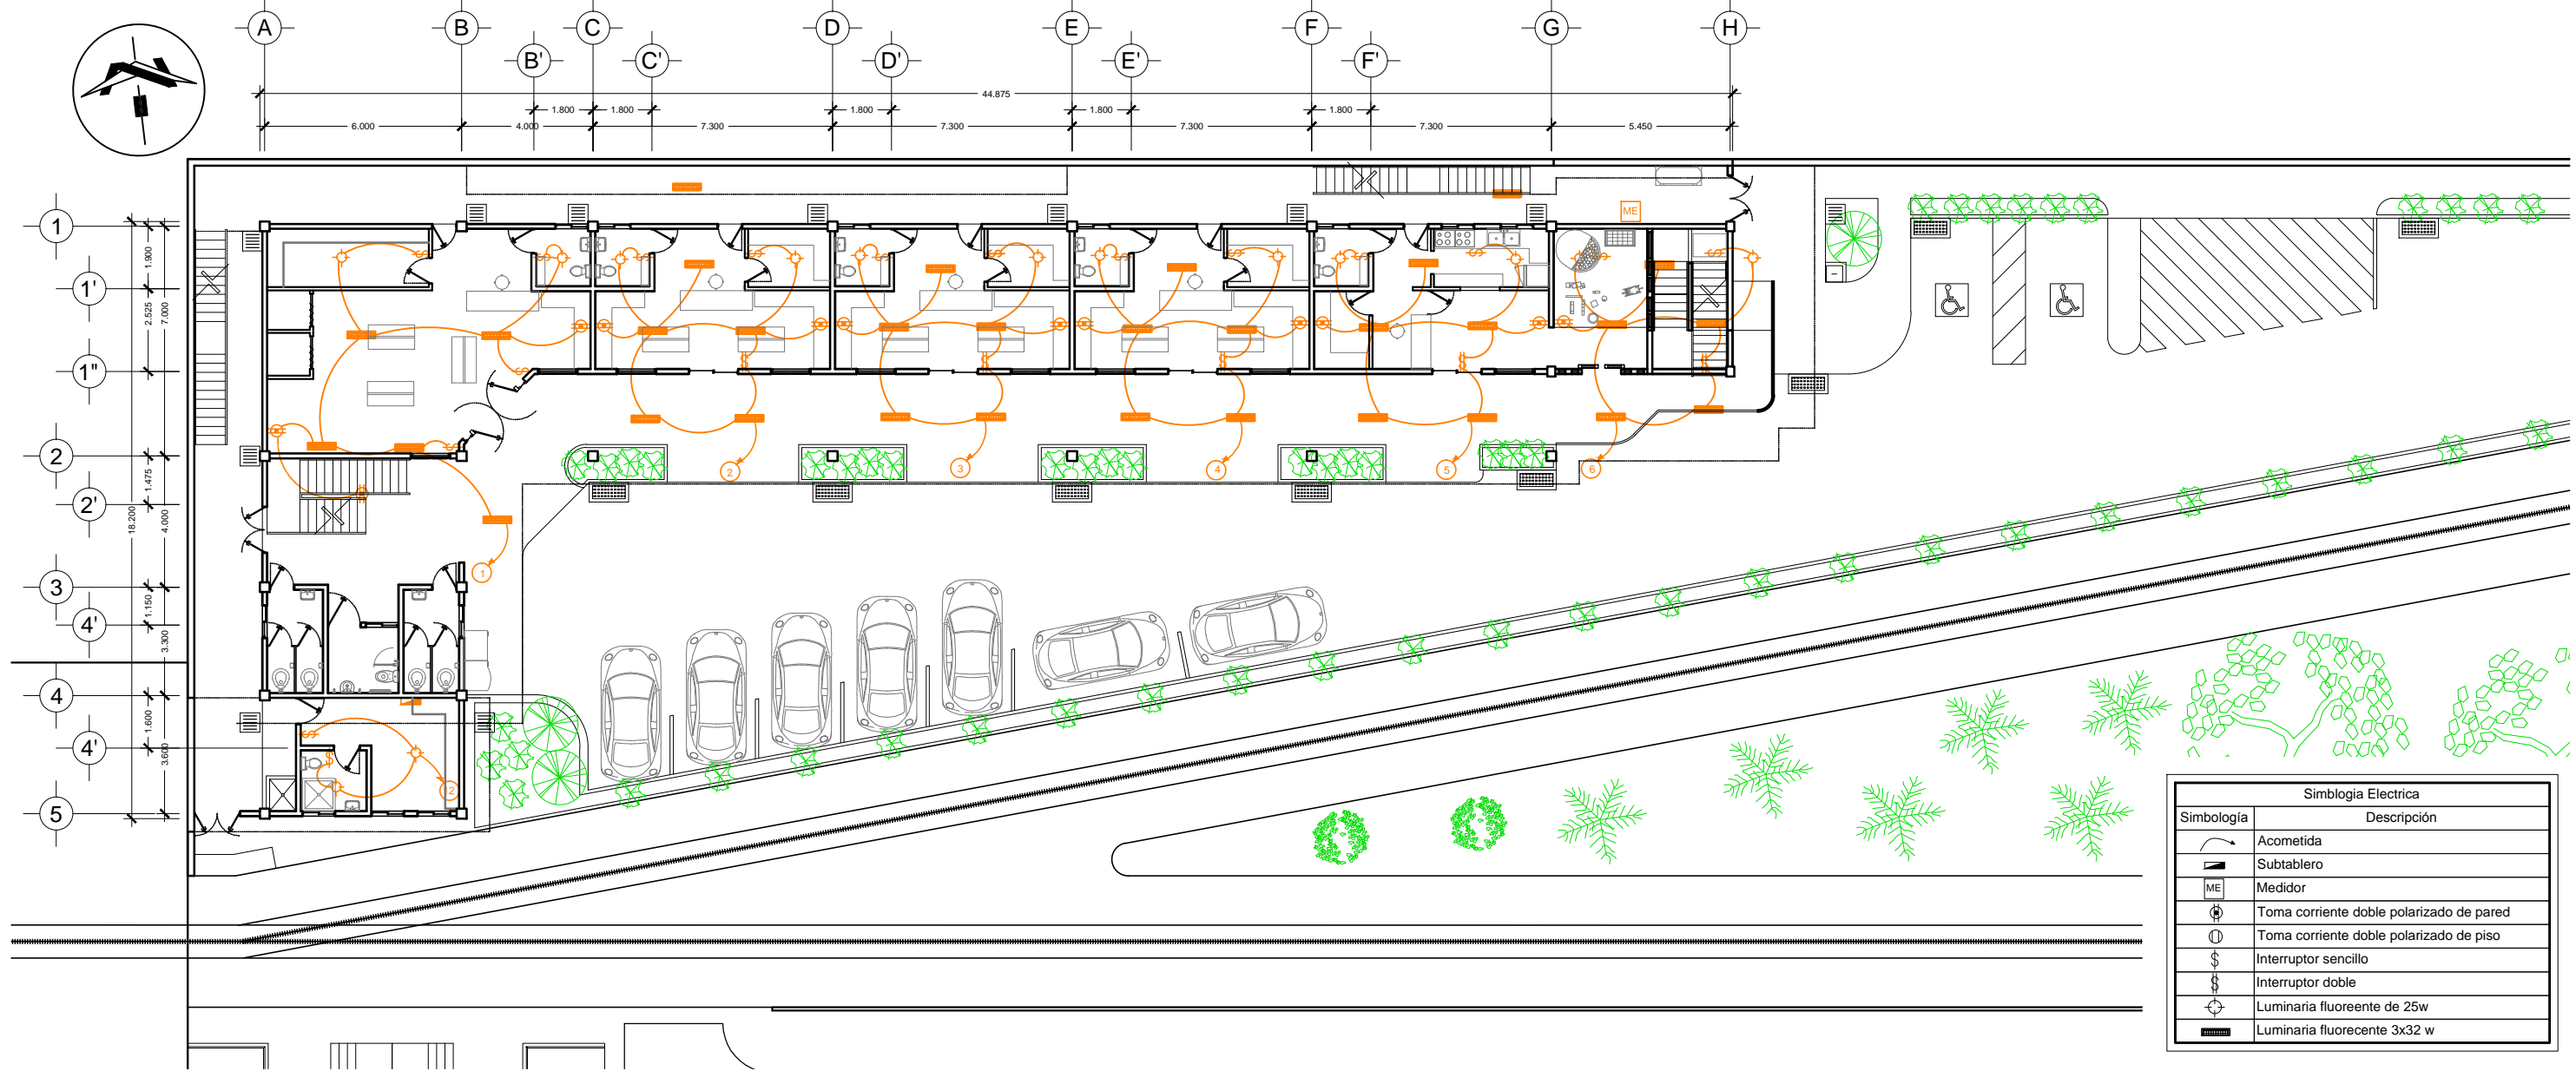 A
B
C
D
E
F
G
H
B'
C'
D'
E'
F'
44.875
1.800
1.800
1.800
1.800
1.800
6.000
4.000
7.300
7.300
7.300
7.300
5.450
1
1'
1"
2
2'
3
4'
4
4'
5
1.900
2.525
7.000
1.475
4.000
18.200
1.150
3.300
1.600
3.600
ME
2
3
4
5
6
1
12
Simblogia Electrica
Simbología Descripción
Acometida
Subtablero
ME Medidor
Toma corriente doble polarizado de pared
Toma corriente doble polarizado de piso
Interruptor sencillo
Interruptor doble
Luminaria fluoreente de 25w
Luminaria fluorecente 3x32 w